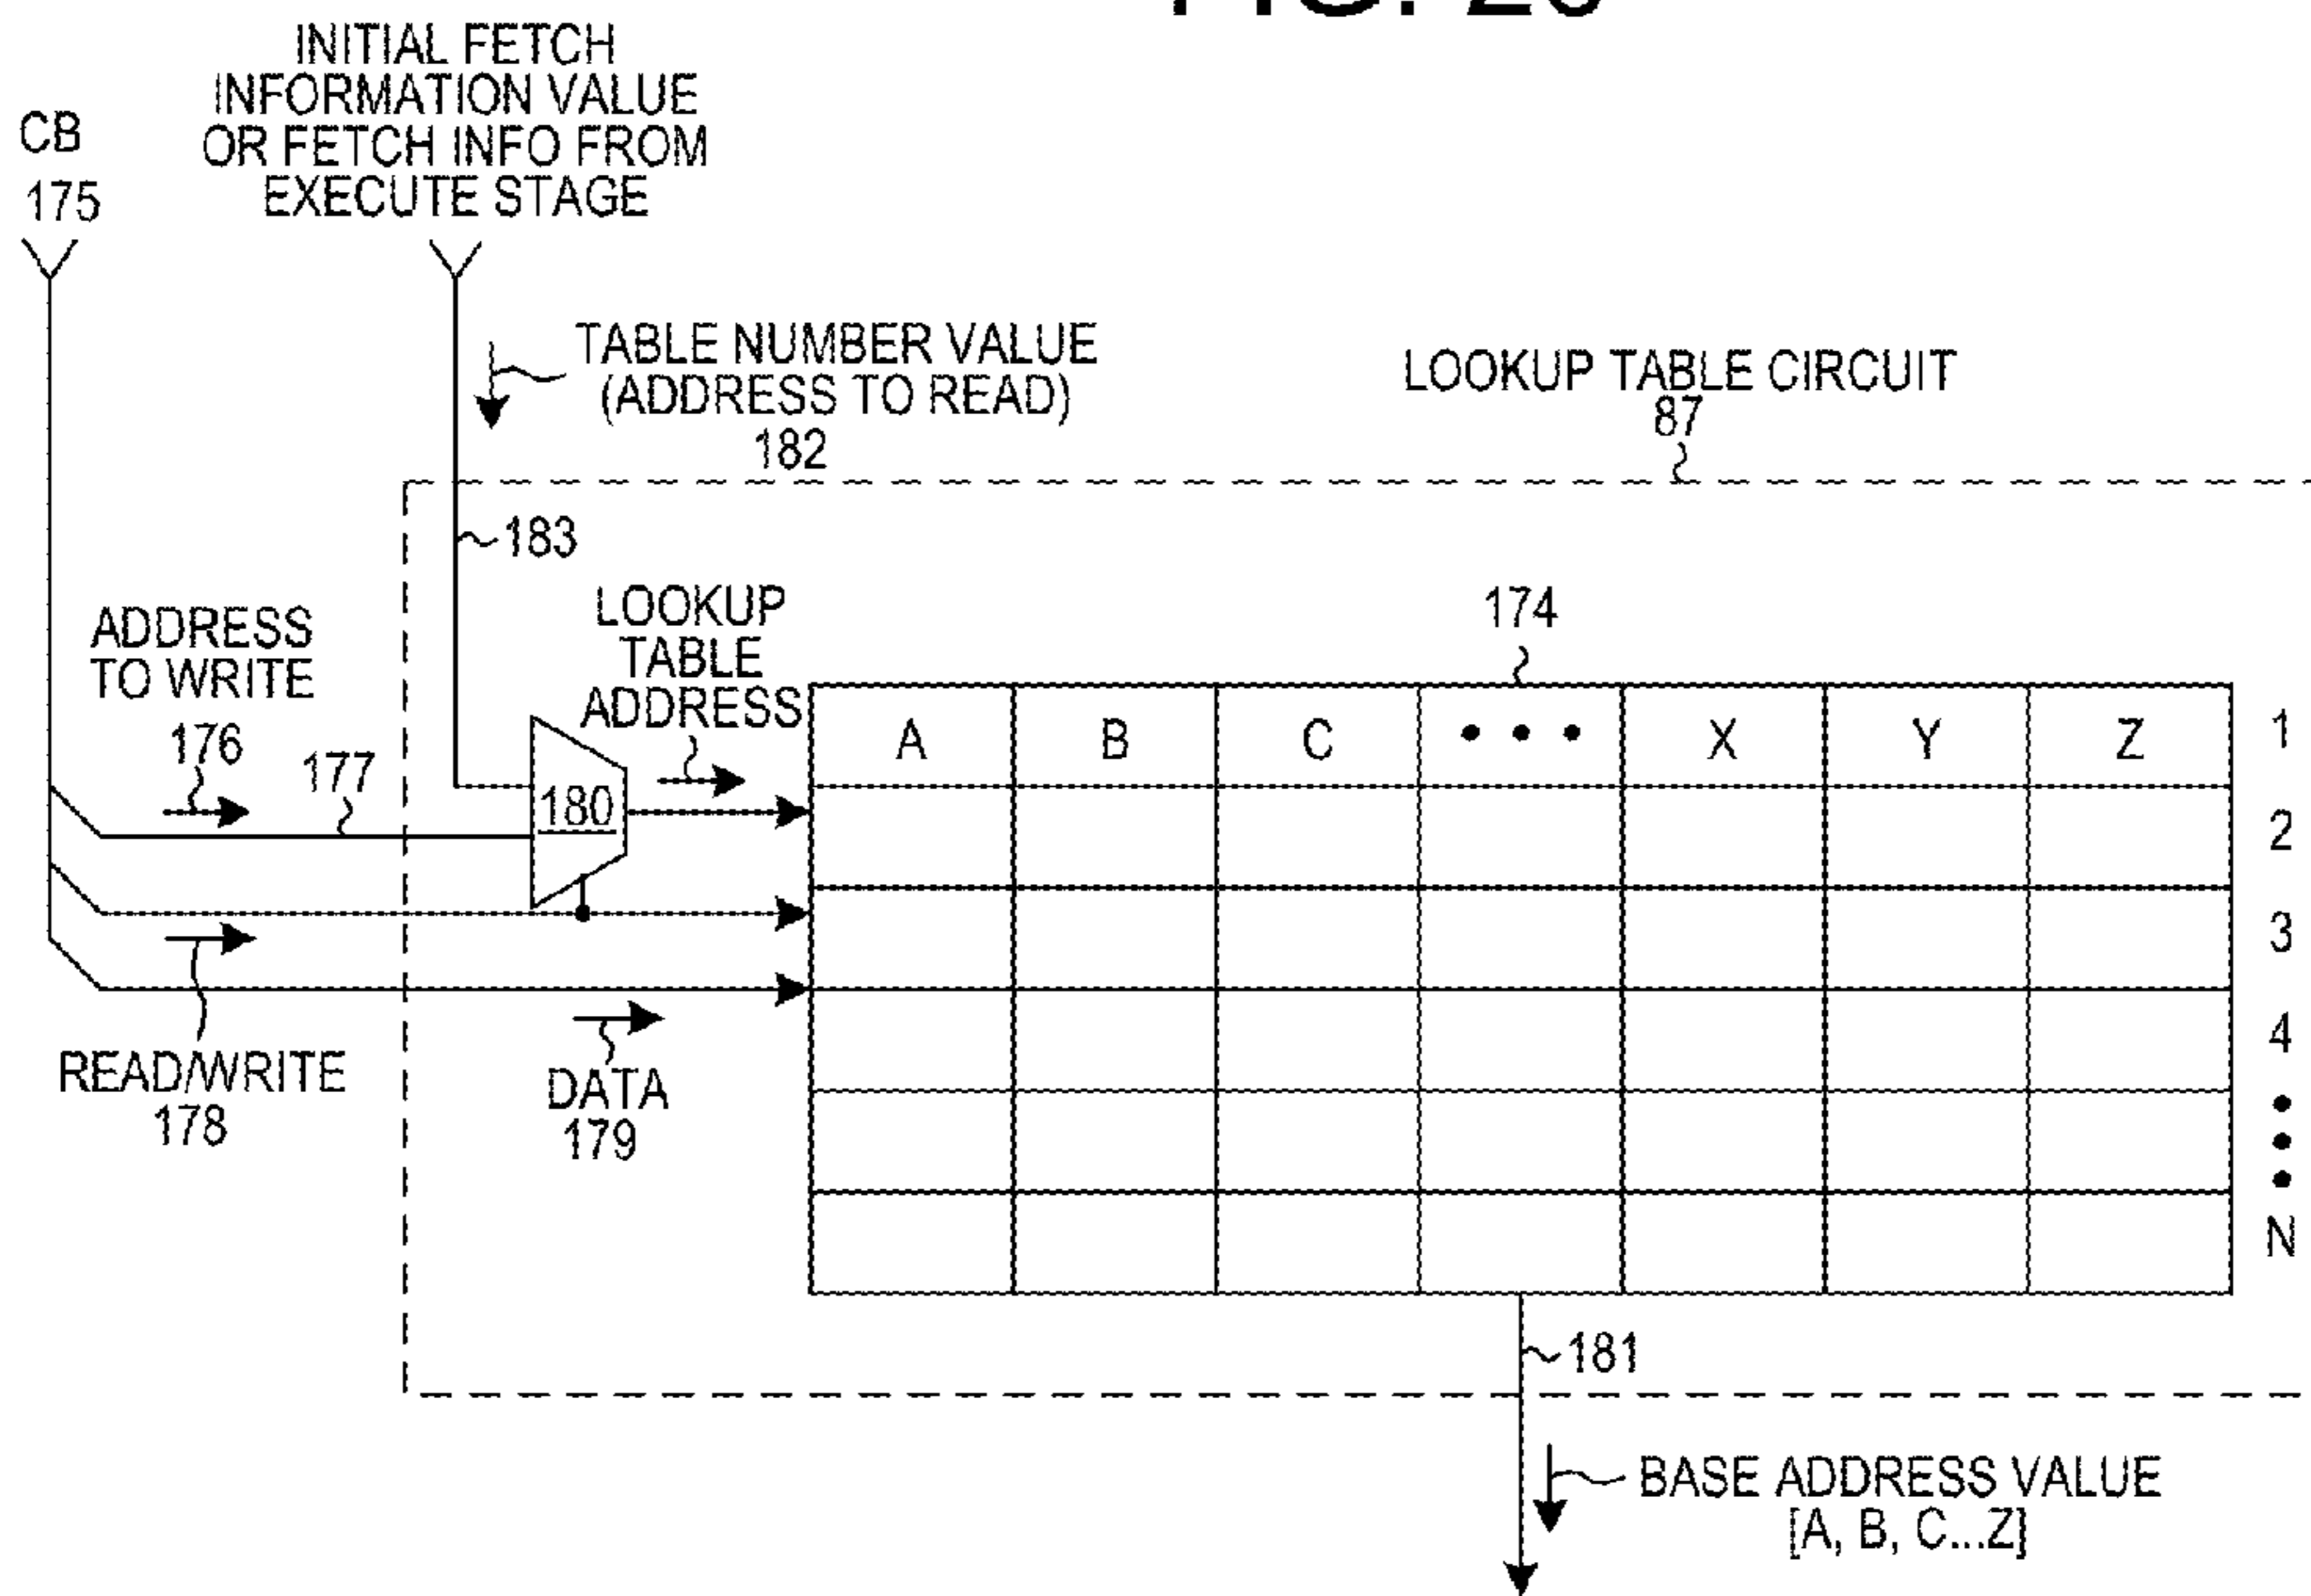 INITIAL FETCH
INFORMATION VALUE
OR FETCH INFO FROM
EXECUTE STAGE
CB
175
TABLE NUMBER VALUE
(ADDRESS TO READ)
182
LOOKUP TABLE CIRCUIT
87
183
ADDRESS
TO WRITE
176
177
LOOKUP
TABLE
ADDRESS
174
180
A B C • • • X Y Z 1
2
3
4
•
•
•
N
READ/WRITE
178
DATA
179
181
BASE ADDRESS VALUE
[A, B, C...Z]